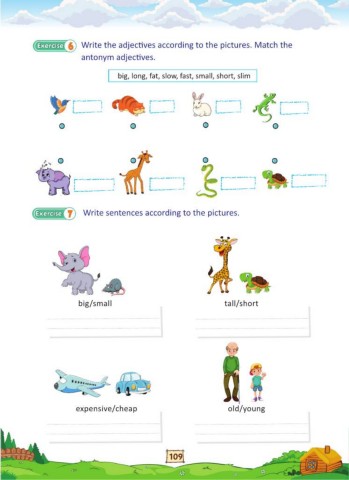 Exercise 6 Write the adjectives according to the pictures. Match the
antonym adjectives.
big, long, fat, slow, fast, small, short, slim
Exercise 7 Write sentences according to the pictures.
big/small
tall/short
expensive/cheap
old/young
109